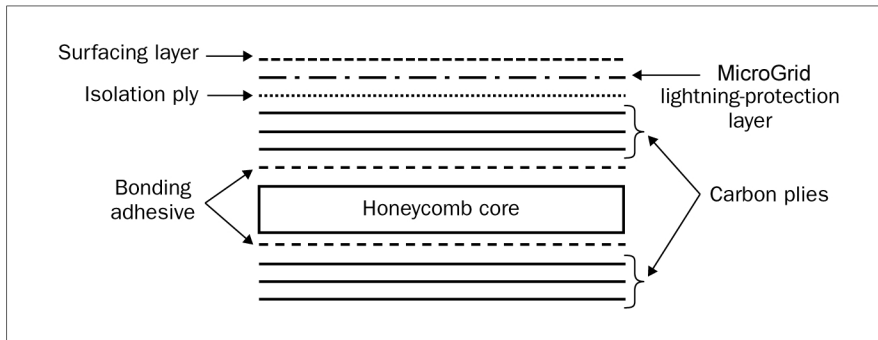 Surfacing layer
MicroGrid
lightning-protection
layer
Isolation ply
Bonding
adhesive
Honeycomb core
Carbon plies